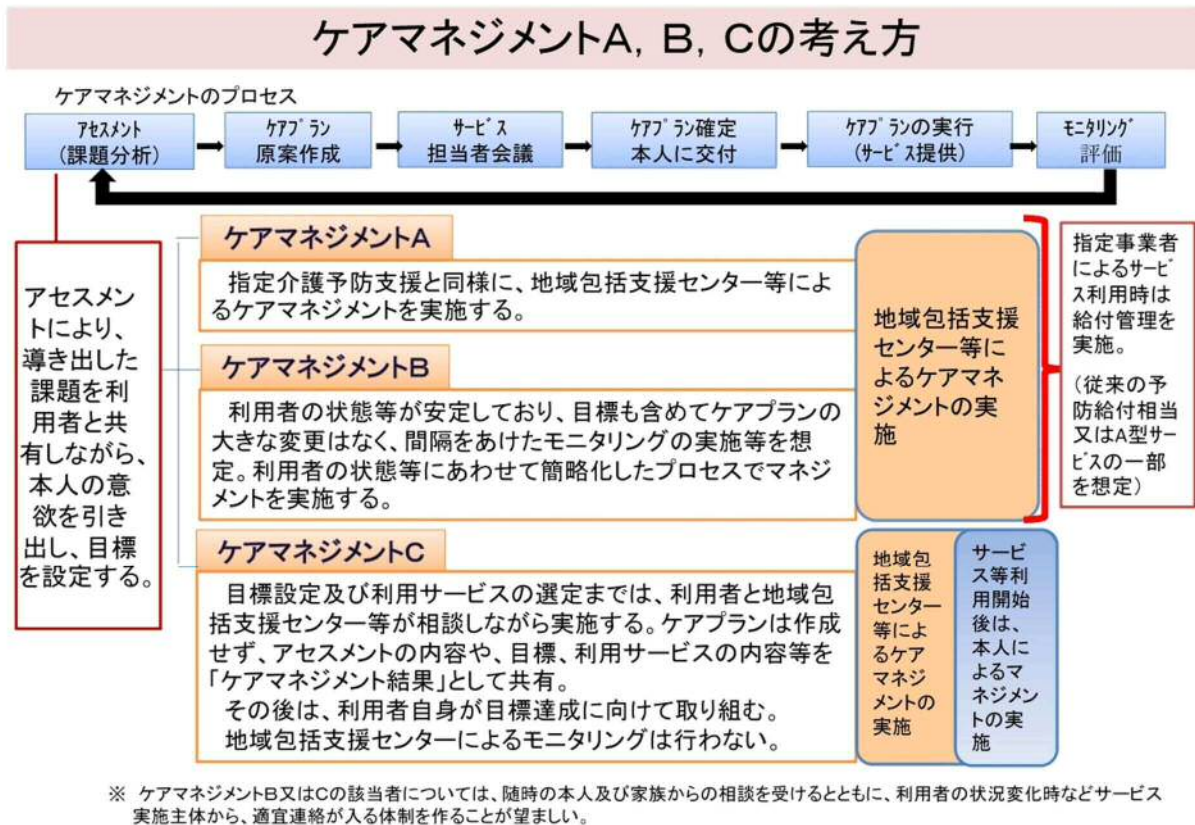 ケアマネジメントA，B，Cの考え方
ケアマネジメントのプロセス
ｱｾｽﾒﾝﾄ
(課題分析)
ｹｱﾌﾟﾗﾝ
原案作成
ｻｰﾋﾞｽ
担当者会議
ｹｱﾌﾟﾗﾝ確定
本人に交付
ｹｱﾌﾟﾗﾝの実行
(ｻｰﾋﾞｽ提供)
ﾓﾆﾀﾘﾝｸﾞ
評価
アセスメン
トにより、
導き出した
課題を利
用者と共
有しながら、
本人の意
欲を引き
出し、目標
を設定する。
ケアマネジメントA
指定介護予防支援と同様に、地域包括支援センター等によ
るケアマネジメントを実施する。
ケアマネジメントB
利用者の状態等が安定しており、目標も含めてケアプランの
大きな変更はなく、間隔をあけたモニタリングの実施等を想
定。利用者の状態等にあわせて簡略化したプロセスでマネジ
メントを実施する。
地域包括支援
センター等に
よるケアマネ
ジメントの実
施
指定事業者
によるｻｰﾋﾞ
ｽ利用時は
給付管理を
実施。
（従来の予
防給付相当
又はA型ｻｰ
ﾋﾞｽの一部
を想定）
ケアマネジメントC
目標設定及び利用サービスの選定までは、利用者と地域包
括支援センター等が相談しながら実施する。ケアプランは作成
せず、アセスメントの内容や、目標、利用サービスの内容等を
「ケアマネジメント結果」として共有。
その後は、利用者自身が目標達成に向けて取り組む。
地域包括支援センターによるモニタリングは行わない。
地域包
括支援
センター
等によ
るケア
マネジ
メントの
実施
サービ
ス等利
用開始
後は、
本人に
よるマ
ネジメン
トの実
施
※ ケアマネジメントB又はCの該当者については、随時の本人及び家族からの相談を受けるとともに、利用者の状況変化時などサービス
実施主体から、適宜連絡が入る体制を作ることが望ましい。